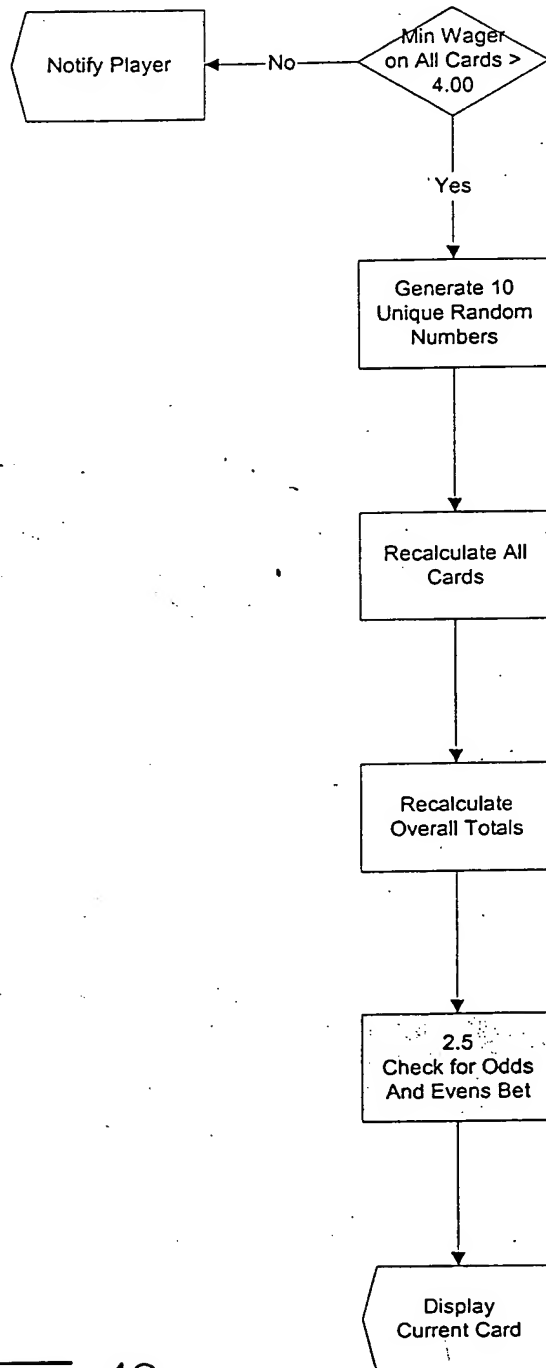 Notify Player
No
Min Wager
on All Cards >
4.00
Yes
Generate 10
Unique Random
Numbers
Recalculate All
Cards
Recalculate
Overall Totals
2.5
Check for Odds
And Evens Bet
Display
Current Card